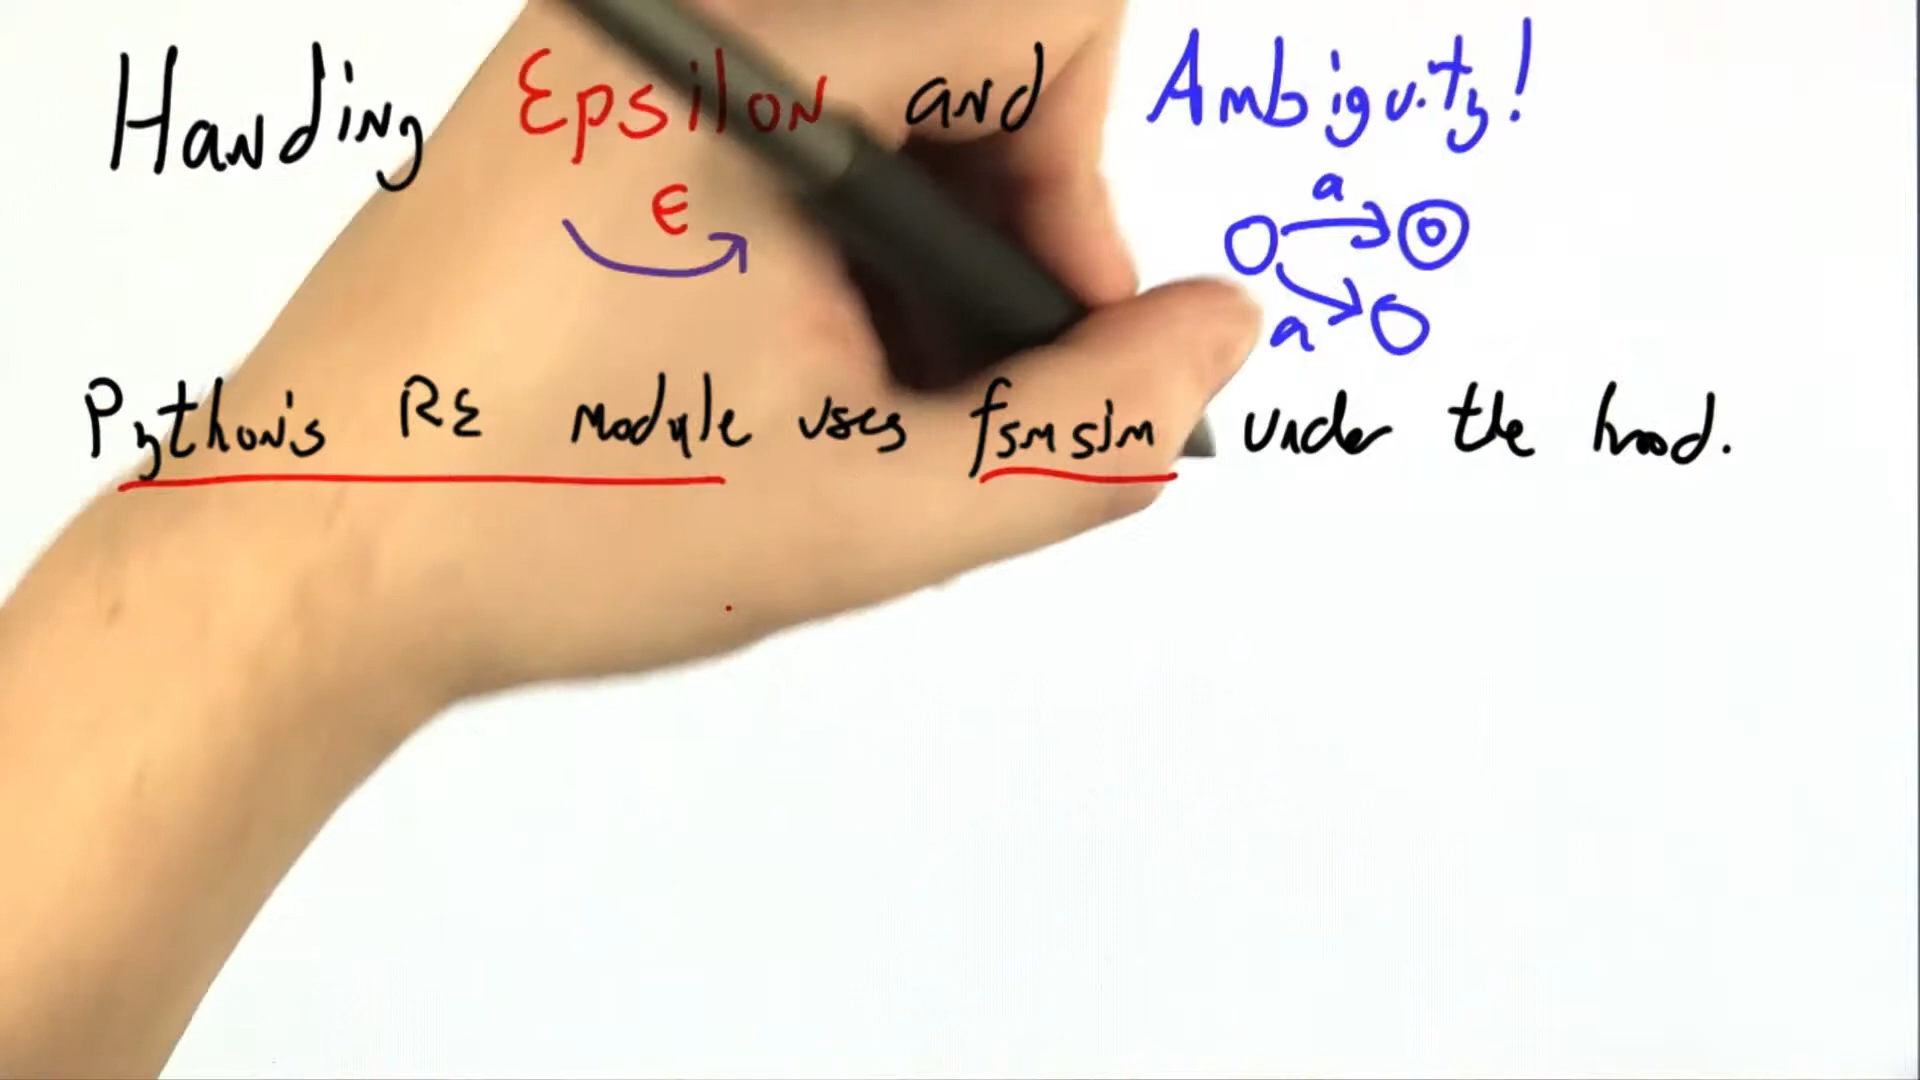 Handing Epsilon and Ambiguity!
ε
a
a
Python's RE Module uses fsmsim under the hood.